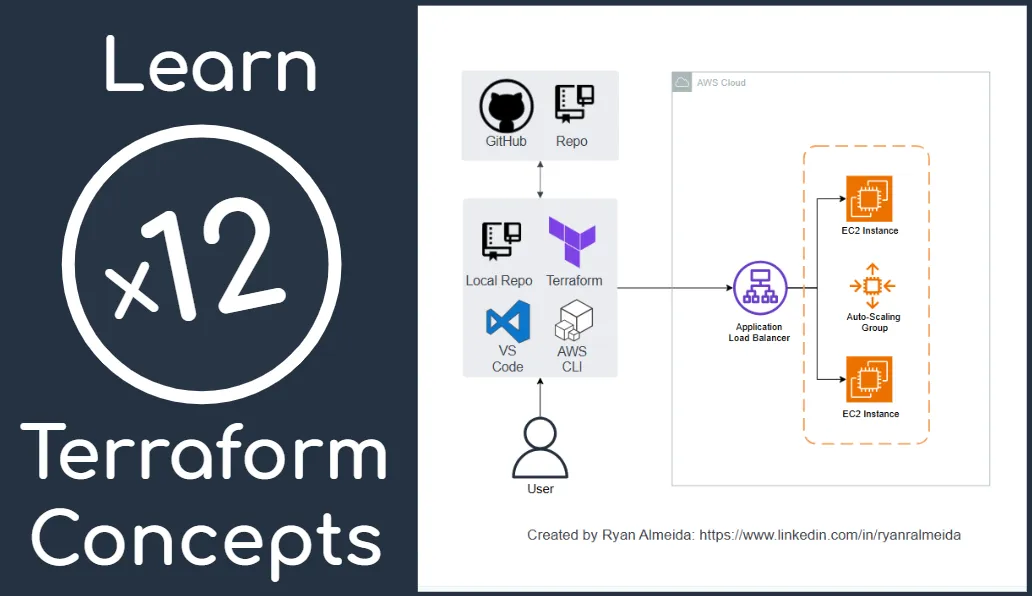 Learn
x12
Terraform
Concepts
GitHub
Repo
Local Repo
Terraform
VS
Code
AWS
CLI
User
AWS Cloud
Application
Load Balancer
EC2 Instance
Auto-Scaling
Group
EC2 Instance
Created by Ryan Almeida: https://www.linkedin.com/in/ryanralmeida